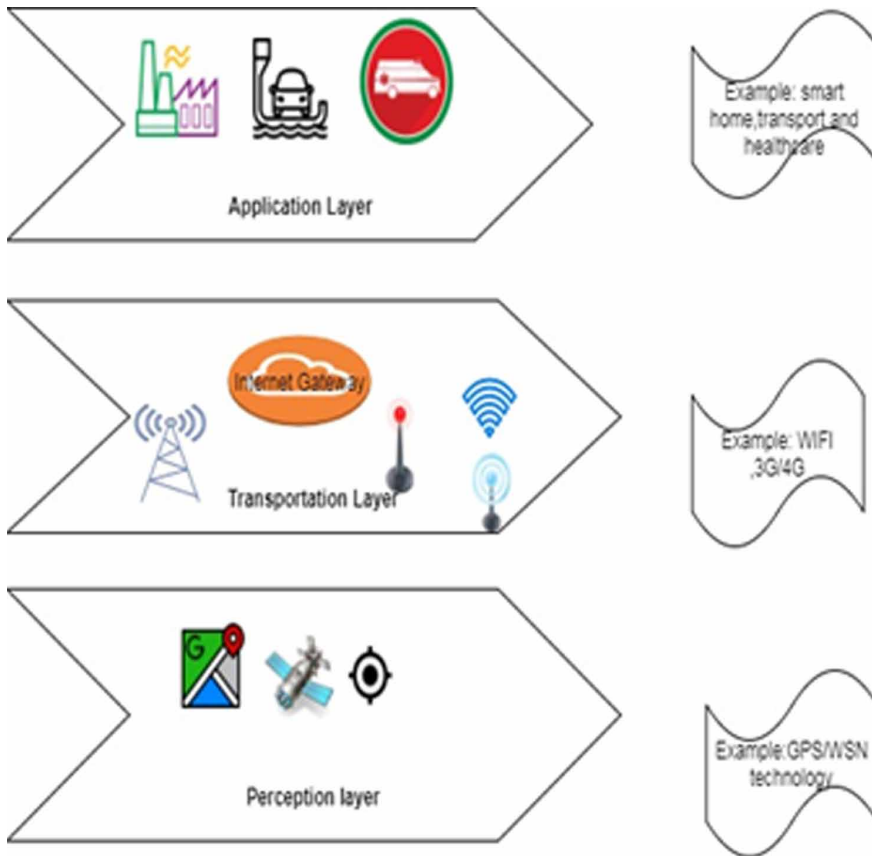 Example: smart
home,transport,and
healthcare
Application Layer
Internet Gateway
Example: WIFI
,3G/4G
Transportation Layer
G
Example:GPS/WSN
technology
Perception layer